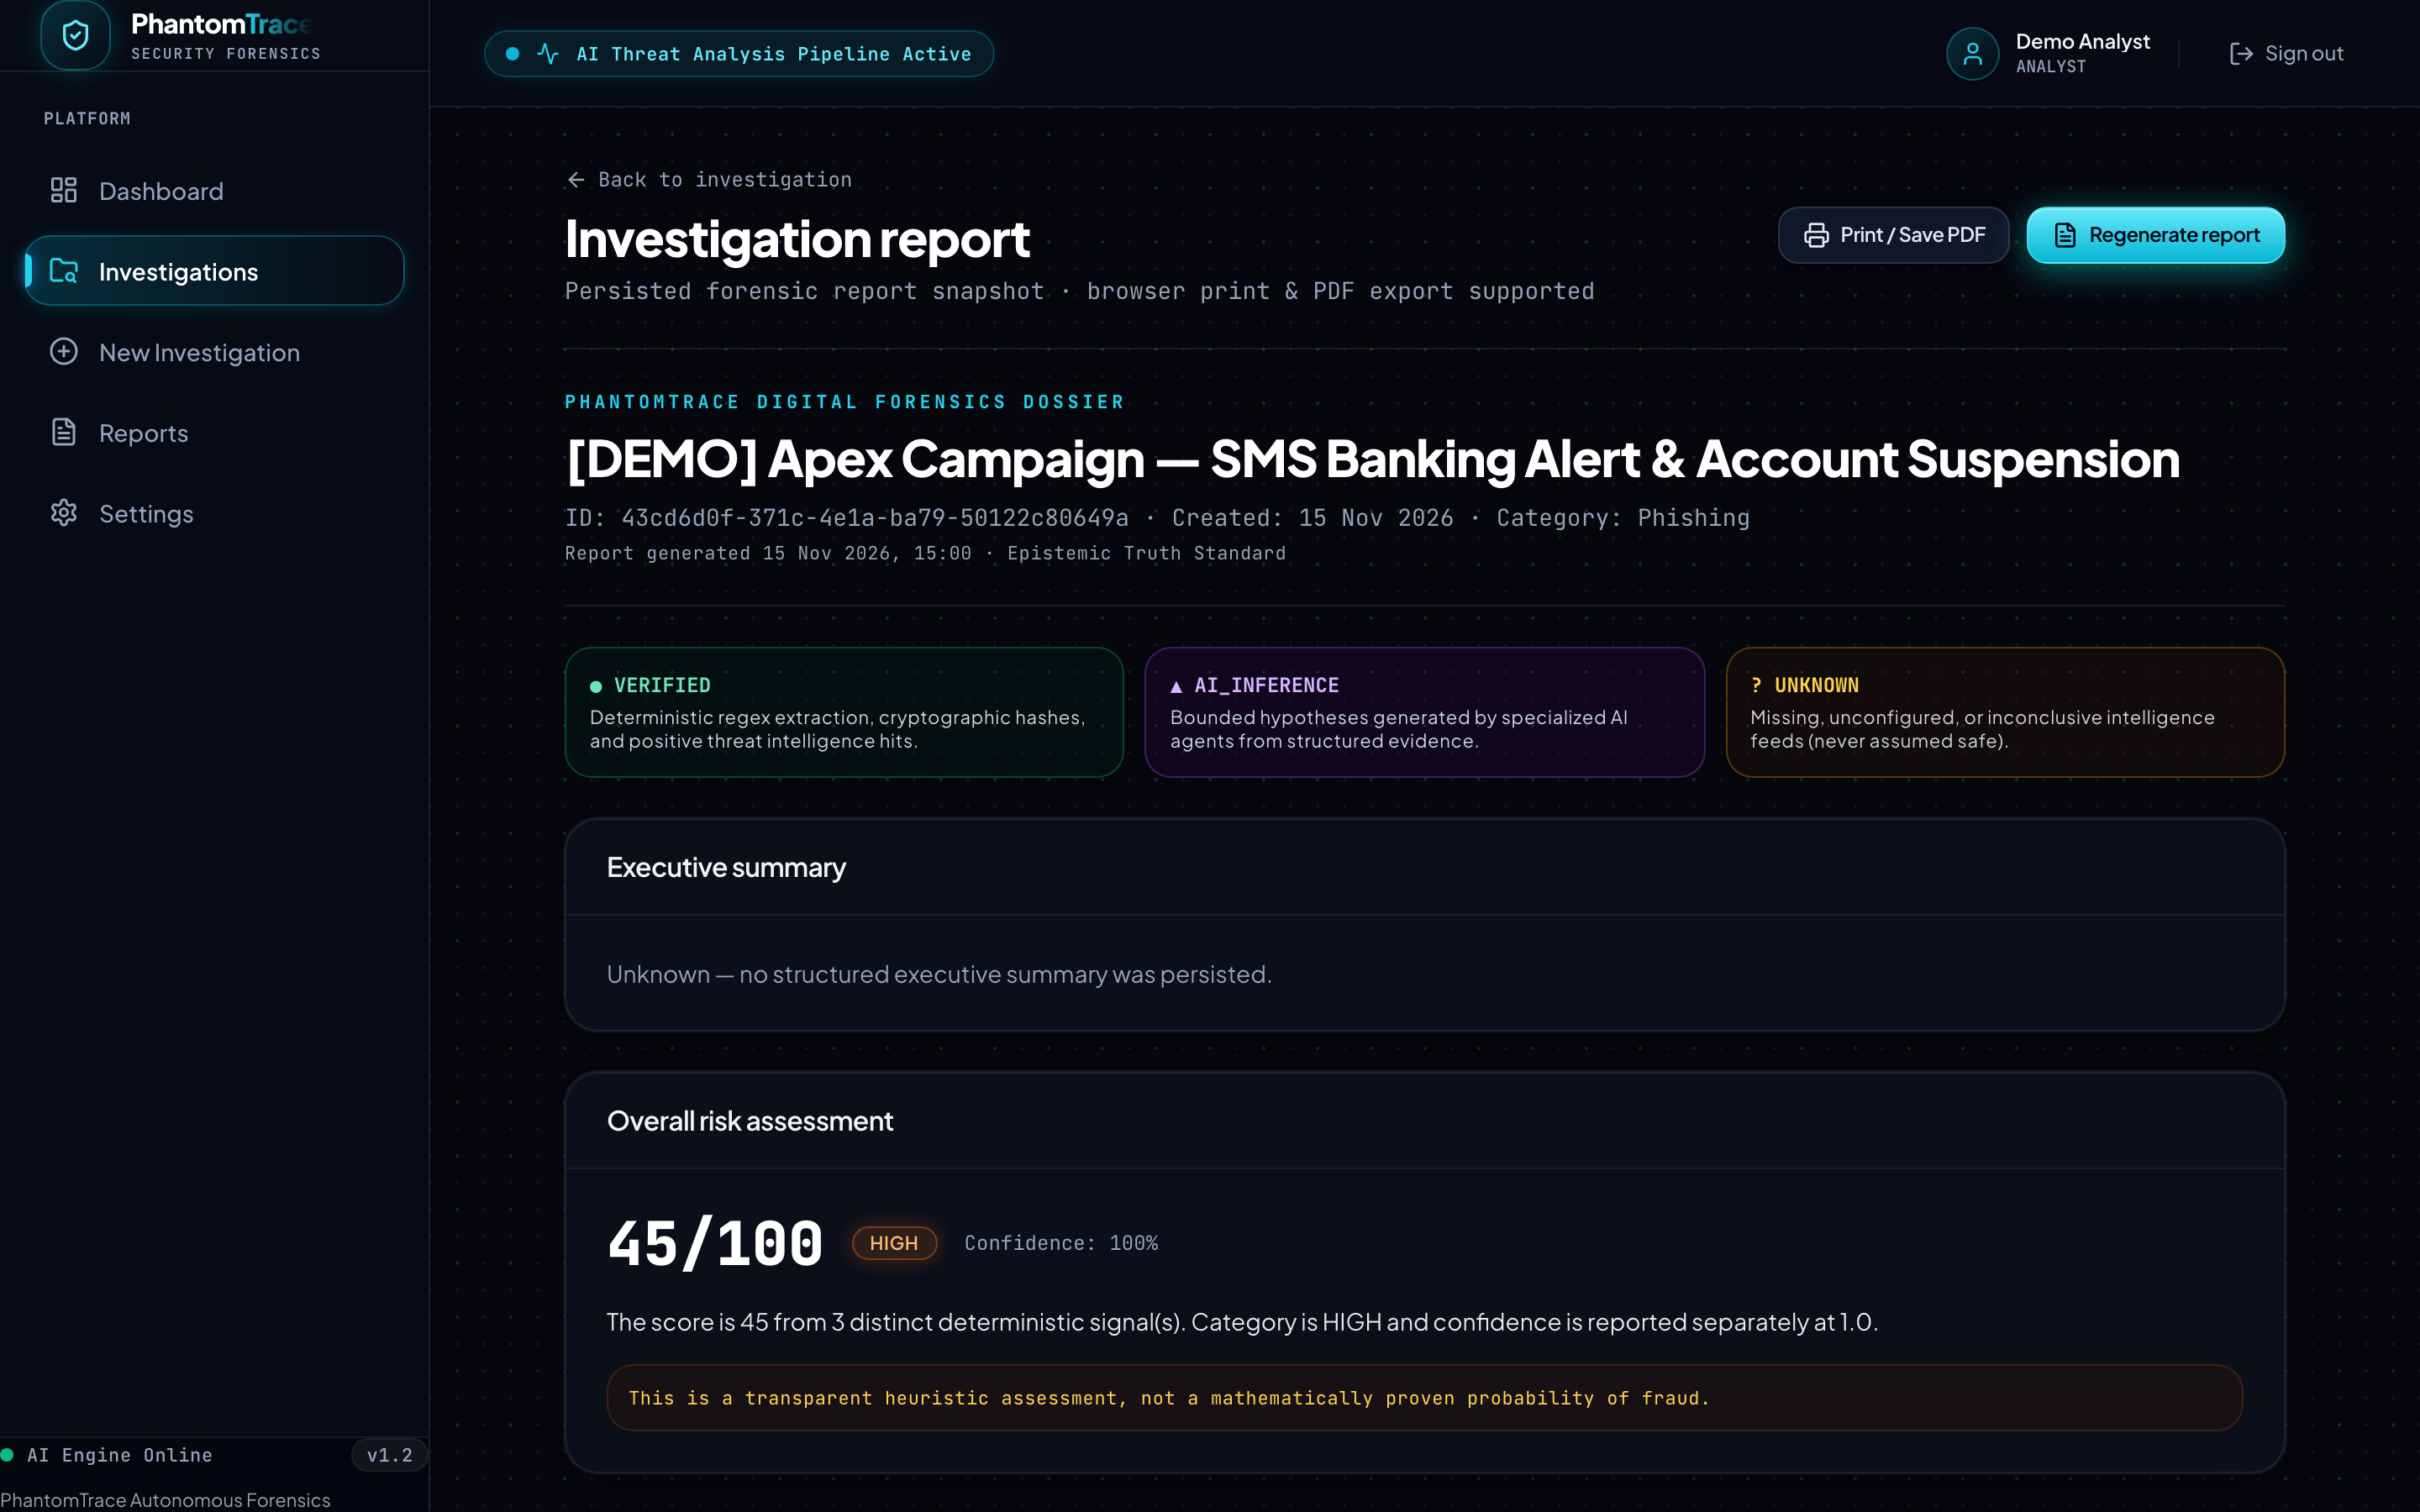 PhantomTrace
SECURITY FORENSICS
PLATFORM
Dashboard
Investigations
New Investigation
Reports
Settings
AI Engine Online
v1.2
PhantomTrace Autonomous Forensics
AI Threat Analysis Pipeline Active
Demo Analyst
ANALYST
Sign out
← Back to investigation
Investigation report
Persisted forensic report snapshot · browser print & PDF export supported
Print / Save PDF
Regenerate report
PHANTOMTRACE DIGITAL FORENSICS DOSSIER
[DEMO] Apex Campaign — SMS Banking Alert & Account Suspension
ID: 43cd6d0f-371c-4e1a-ba79-50122c80649a · Created: 15 Nov 2026 · Category: Phishing
Report generated 15 Nov 2026, 15:00 · Epistemic Truth Standard
● VERIFIED
Deterministic regex extraction, cryptographic hashes,
and positive threat intelligence hits.
▲ AI_INFERENCE
Bounded hypotheses generated by specialized AI
agents from structured evidence.
? UNKNOWN
Missing, unconfigured, or inconclusive intelligence
feeds (never assumed safe).
Executive summary
Unknown — no structured executive summary was persisted.
Overall risk assessment
45/100
HIGH
Confidence: 100%
The score is 45 from 3 distinct deterministic signal(s). Category is HIGH and confidence is reported separately at 1.0.
This is a transparent heuristic assessment, not a mathematically proven probability of fraud.